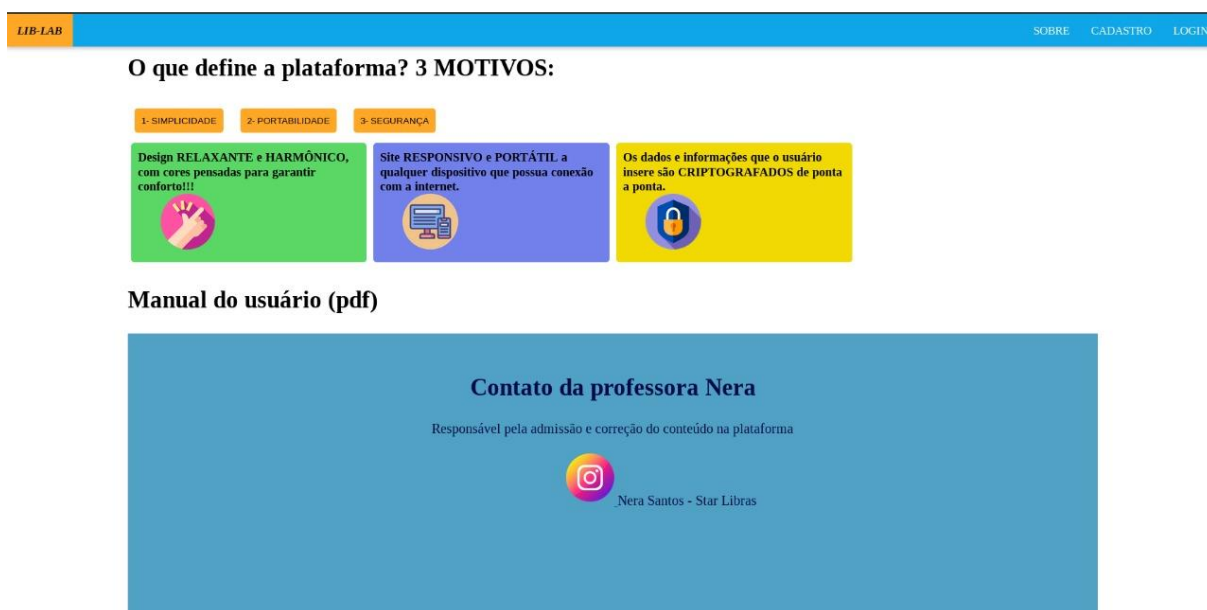 LIB-LAB
SOBRE CADASTRO LOGIN
O que define a plataforma? 3 MOTIVOS:
1- SIMPLICIDADE 2- PORTABILIDADE 3- SEGURANÇA
Design RELAXANTE e HARMÔNICO,
com cores pensadas para garantir
conforto!!!
Site RESPONSIVO e PORTÁTIL a
qualquer dispositivo que possua conexão
com a internet.
Os dados e informações que o usuário
insere são CRIPTOGRAFADOS de ponta
a ponta.
Manual do usuário (pdf)
Contato da professora Nera
Responsável pela admissão e correção do conteúdo na plataforma
Nera Santos - Star Libras